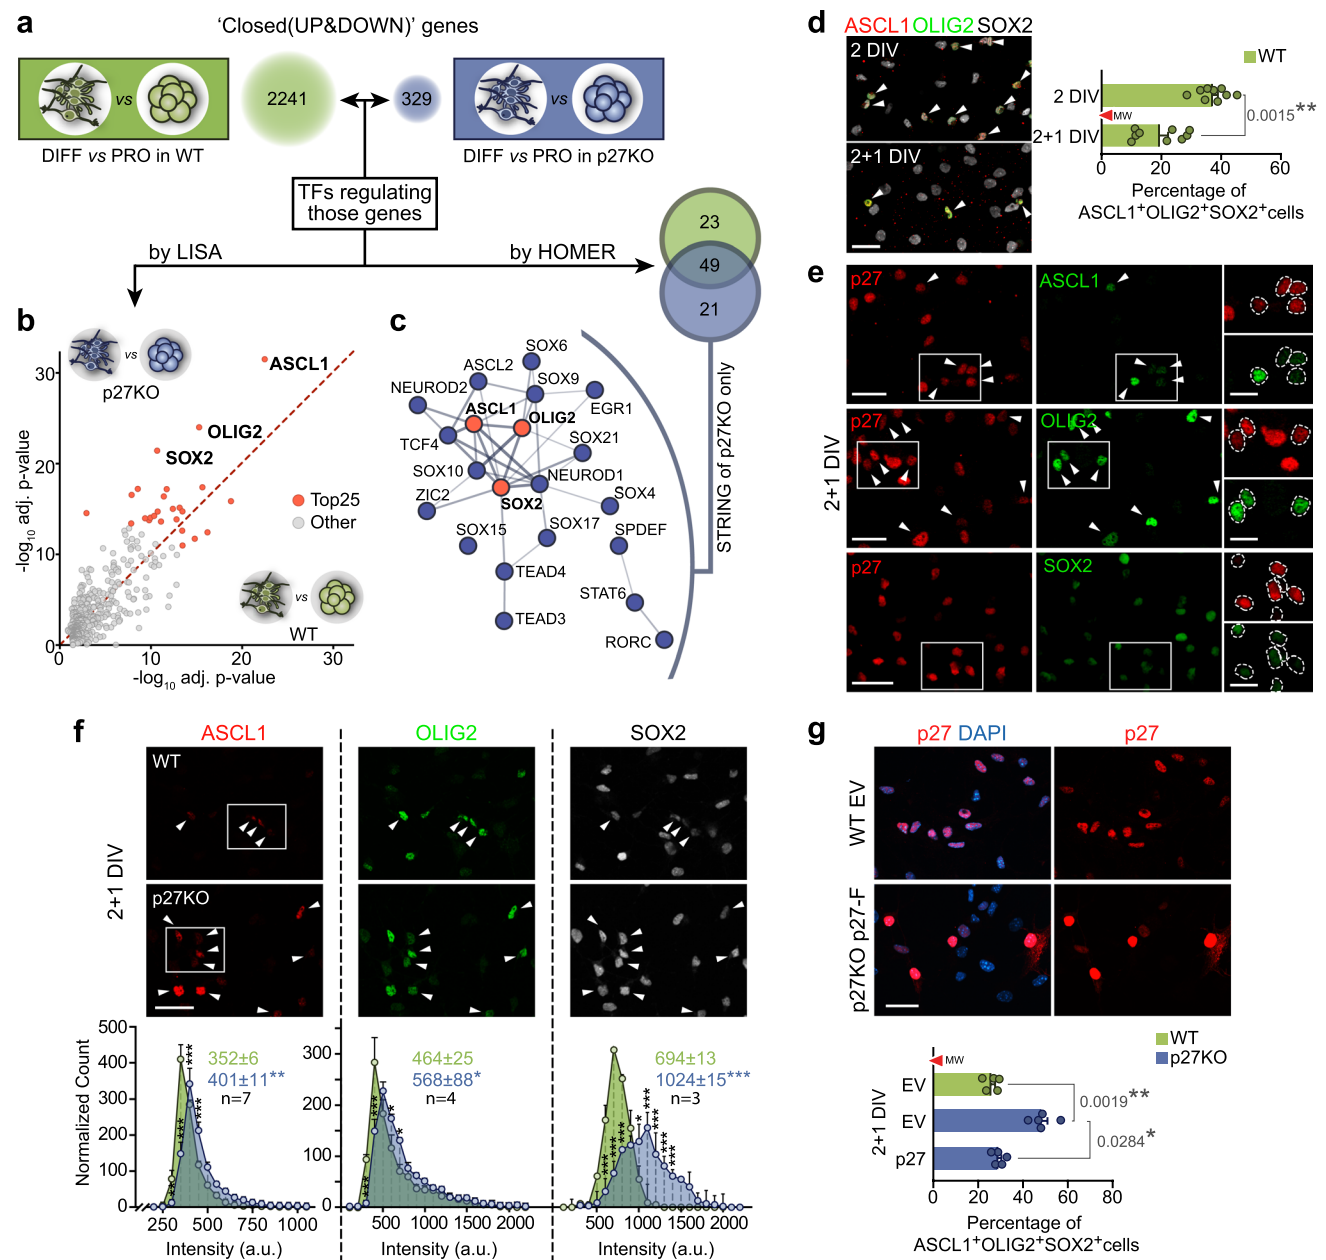 a
'Closed(UP&DOWN)' genes
vs
2241
329
vs
DIFF vs PRO in WT
DIFF vs PRO in p27KO
TFs regulating
those genes
by LISA
by HOMER
23
49
21
STRING of p27KO only
b
vs
p27KO
ASCL1
OLIG2
SOX2
Top25
Other
vs
WT
-log10 adj. p-value
30
20
10
0
0
10
20
30
-log10 adj. p-value
c
SOX6
ASCL2
SOX9
NEUROD2
EGR1
ASCL1
OLIG2
TCF4
SOX21
SOX10
NEUROD1
ZIC2
SOX2
SOX4
SOX15
SOX17
SPDEF
TEAD4
STAT6
TEAD3
RORC
d
ASCL1 OLIG2 SOX2
2 DIV
2+1 DIV
WT
2 DIV
MW
2+1 DIV
0.0015**
0
20
40
60
Percentage of
ASCL1+OLIG2+SOX2+cells
e
2+1 DIV
p27
ASCL1
p27
OLIG2
p27
SOX2
f
ASCL1
OLIG2
SOX2
2+1 DIV
WT
p27KO
Normalized Count
500
400
300
200
100
0
352±6
401±11**
n=7
***
***
***
***
**
250
500
750
1000
Intensity (a.u.)
300
200
100
0
464±25
568±88*
n=4
***
***
*
*
500
1000
1500
2000
Intensity (a.u.)
694±13
1024±15***
n=3
***
***
***
*
***
***
***
***
500
1000
1500
2000
Intensity (a.u.)
g
p27 DAPI
p27
WT EV
p27KO p27-F
WT
p27KO
MW
2+1 DIV
EV
EV
p27
0.0019**
0.0284*
0
20
40
60
80
Percentage of
ASCL1+OLIG2+SOX2+cells